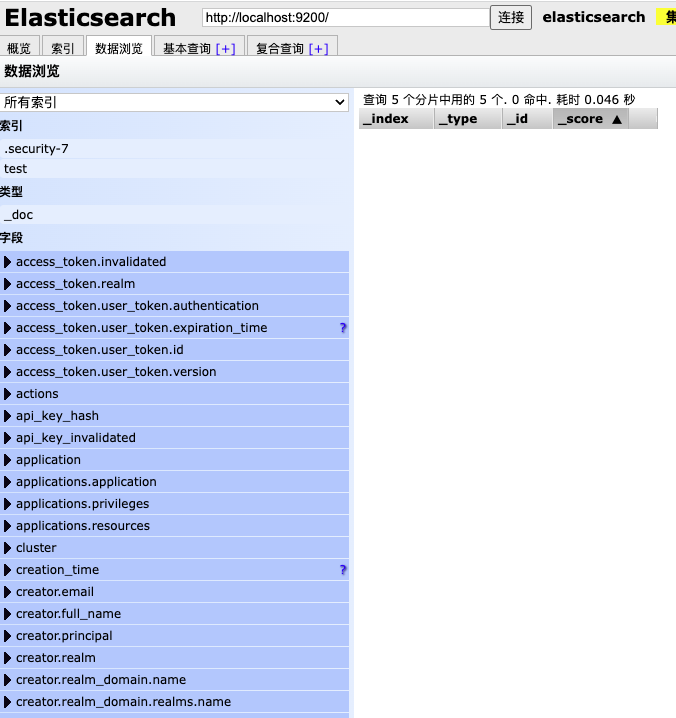 Elasticsearch http://localhost:9200/ 连接 elasticsearch 集
概览 索引 数据浏览 基本查询 [+] 复合查询 [+]
数据浏览
所有索引
索引
.security-7
test
类型
_doc
字段
access_token.invalidated
access_token.realm
access_token.user_token.authentication
access_token.user_token.expiration_time ?
access_token.user_token.id
access_token.user_token.version
actions
api_key_hash
api_key_invalidated
application
applications.application
applications.privileges
applications.resources
cluster
creation_time ?
creator.email
creator.full_name
creator.principal
creator.realm
creator.realm_domain.name
creator.realm_domain.realms.name
查询 5 个分片中用的 5 个. 0 命中. 耗时 0.046 秒
_index _type _id _score ▲